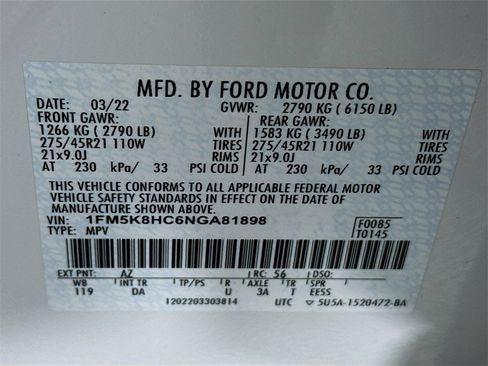 MFD. BY FORD MOTOR CO.
DATE: 03/22 GVWR: 2790 KG ( 6150 LB)
FRONT GAWR: REAR GAWR:
1266 KG ( 2790 LB) WITH 1583 KG ( 3490 LB) WITH
275/45R21 110W TIRES 275/45R21 110W TIRES
21x9.0J RIMS 21x9.0J RIMS
AT 230 kPa/ 33 PSI COLD AT 230 kPa/ 33 PSI COLD
THIS VEHICLE CONFORMS TO ALL APPLICABLE FEDERAL MOTOR
VEHICLE SAFETY STANDARDS IN EFFECT ON THE DATE OF
MANUFACTURE SHOWN ABOVE.
VIN: 1FM5K8HC6NGA81898 F0085
TYPE: MPV T0145
EXT PNT: AZ RC: 56 DSO:
WB INT TR TP/PS R AXLE TR SPR
119 DA U 3A T EESS
1202203303814 UTC 5U5A-1520472-BA